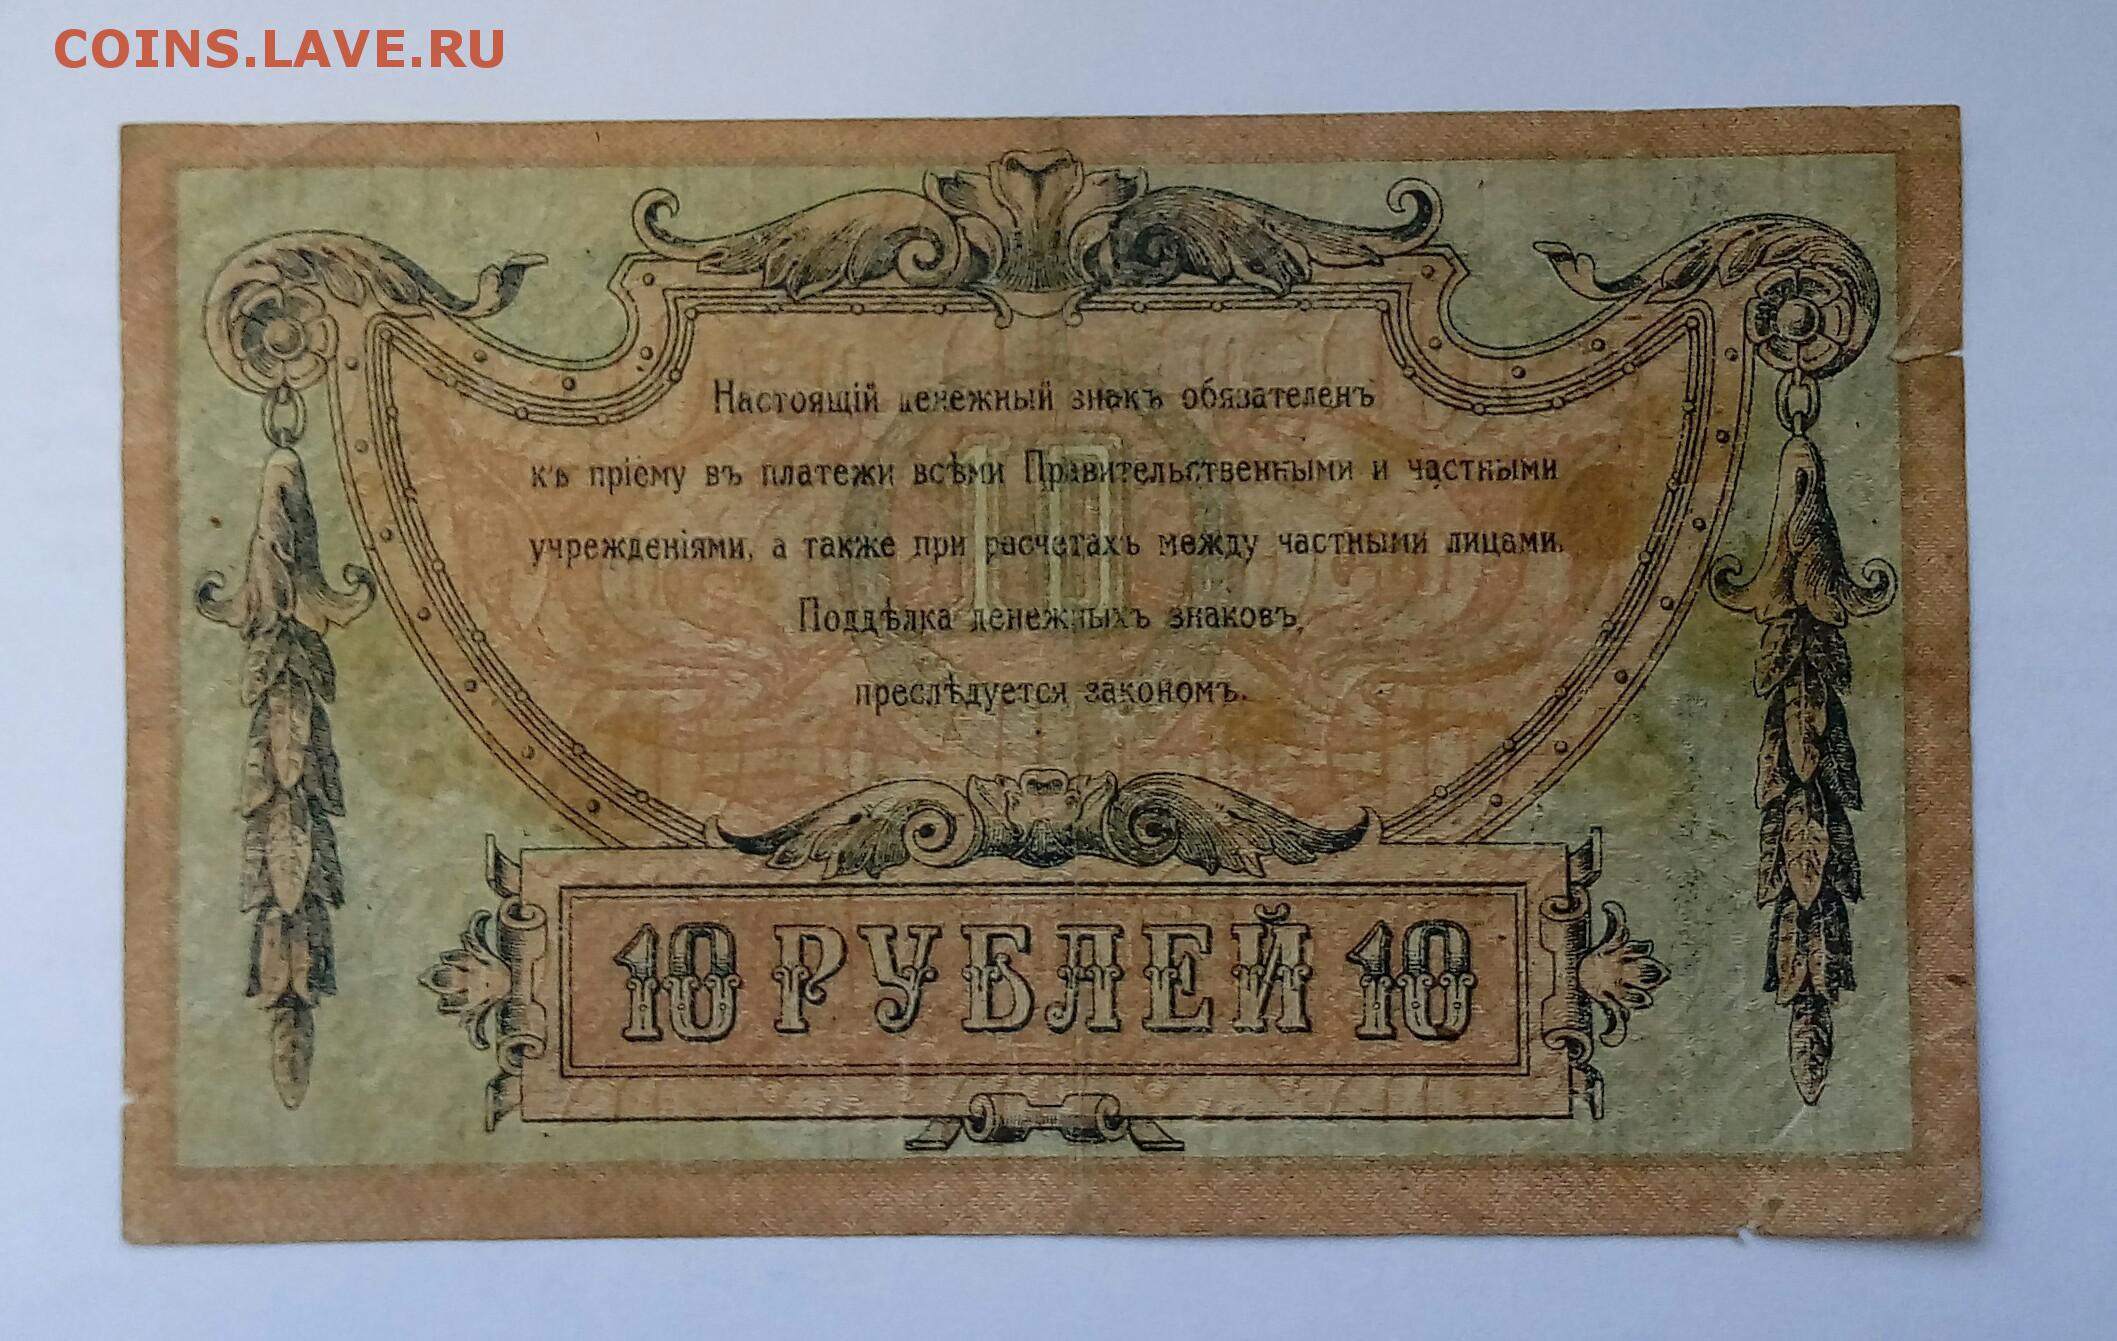 COINS.LAVE.RU
Настоящій денежный знакъ обязателенъ
къ пріему въ платежи всѣми Правительственными и частными
учрежденіями, а также при расчетахъ между частными лицами.
10
Поддѣлка денежныхъ знаковъ,
преслѣдуется закономъ.
10 РУБЛЕЙ 10